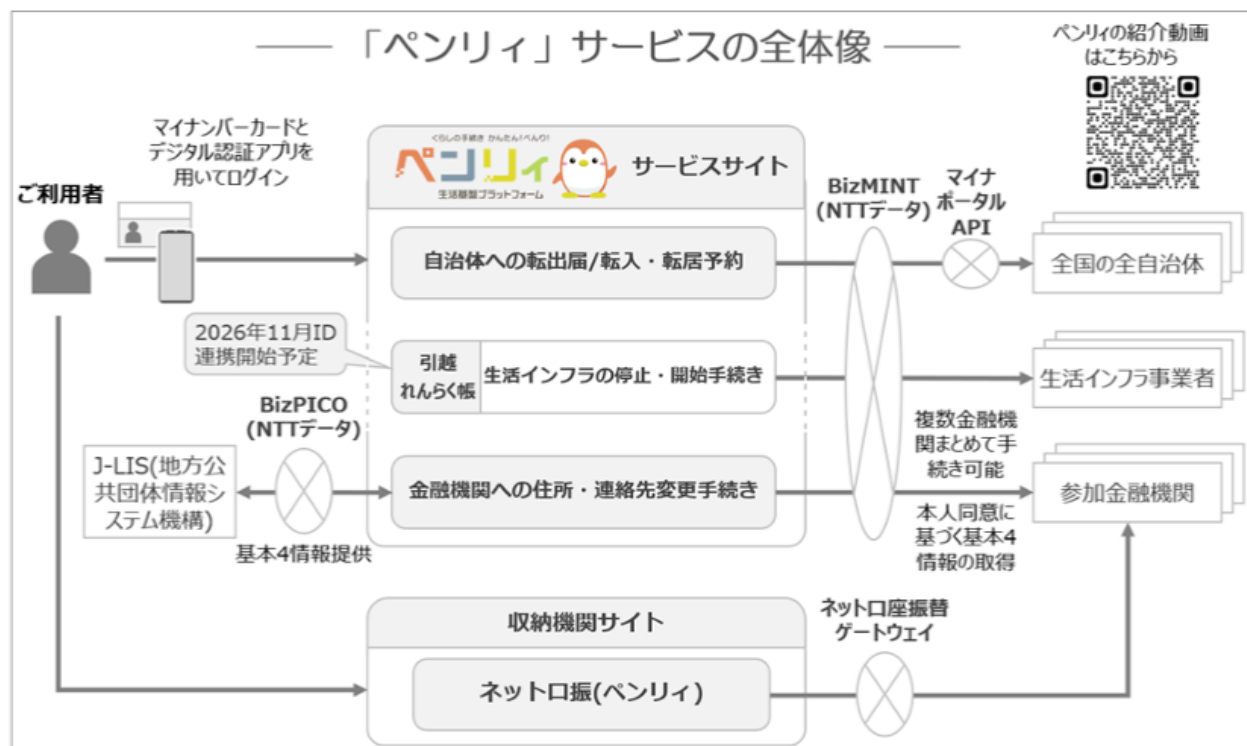 「ペンリィ」サービスの全体像
ペンリィの紹介動画
はこちらから
マイナンバーカードと
デジタル認証アプリを
用いてログイン
ご利用者
くらしの手続き かんたん!べんり!
ペンリィ
生活基盤プラットフォーム
サービスサイト
BizMINT
(NTTデータ)
マイナ
ポータル
API
自治体への転出届/転入・転居予約
全国の全自治体
2026年11月ID
連携開始予定
引越
れんらく帳
生活インフラの停止・開始手続き
生活インフラ事業者
BizPICO
(NTTデータ)
J-LIS(地方公
共団体情報シ
ステム機構)
基本4情報提供
金融機関への住所・連絡先変更手続き
複数金融機
関まとめて手
続き可能
本人同意に
基づく基本4
情報の取得
参加金融機関
収納機関サイト
ネット口振(ペンリィ)
ネット口座振替
ゲートウェイ